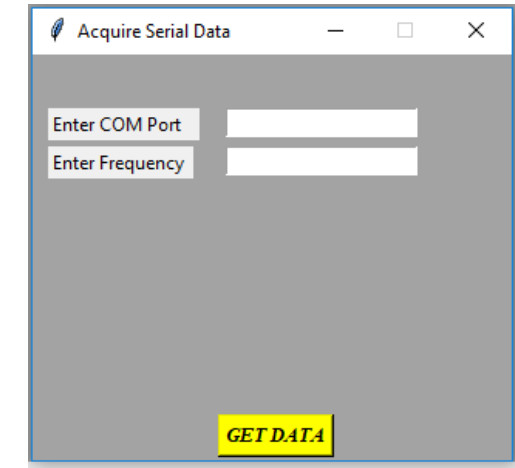 Acquire Serial Data
Enter COM Port
Enter Frequency
GET DATA